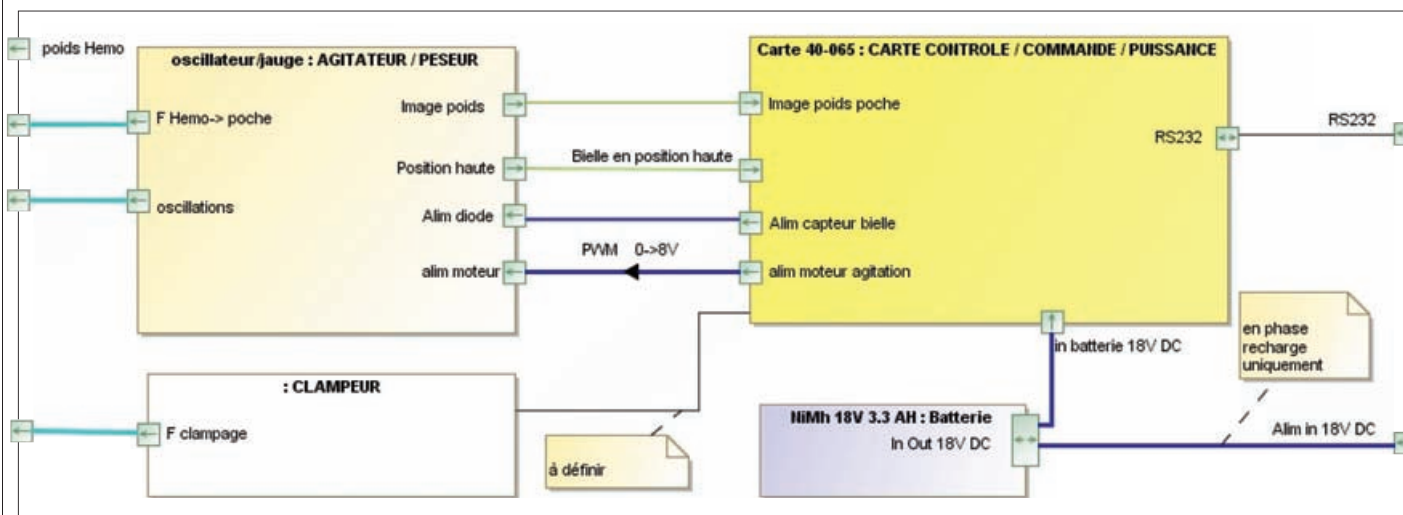 poids Hemo
oscillateur/jauge : AGITATEUR / PESEUR
F Hemo-> poche
oscillations
Image poids
Position haute
Alim diode
alim moteur
Bielle en position haute
PWM 0->8V
Carte 40-065 : CARTE CONTROLE / COMMANDE / PUISSANCE
Image poids poche
Alim capteur bielle
alim moteur agitation
RS232
RS232
in batterie 18V DC
en phase
recharge
uniquement
: CLAMPEUR
F clampage
à définir
NiMh 18V 3.3 AH : Batterie
In Out 18V DC
Alim in 18V DC